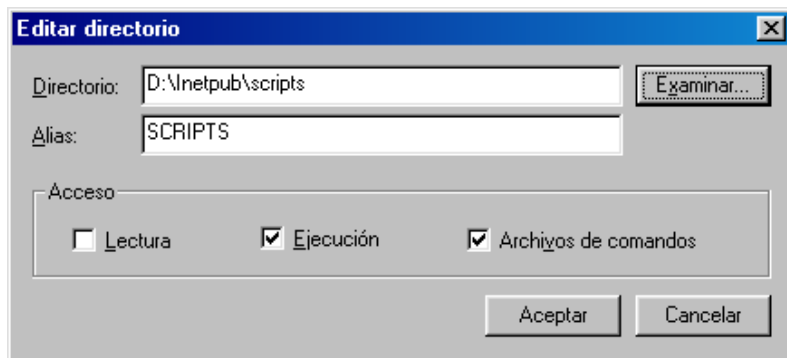 Editar directorio
Directorio: D:\Inetpub\scripts Examinar...
Alias: SCRIPTS
Acceso
Lectura Ejecución Archivos de comandos
Aceptar Cancelar